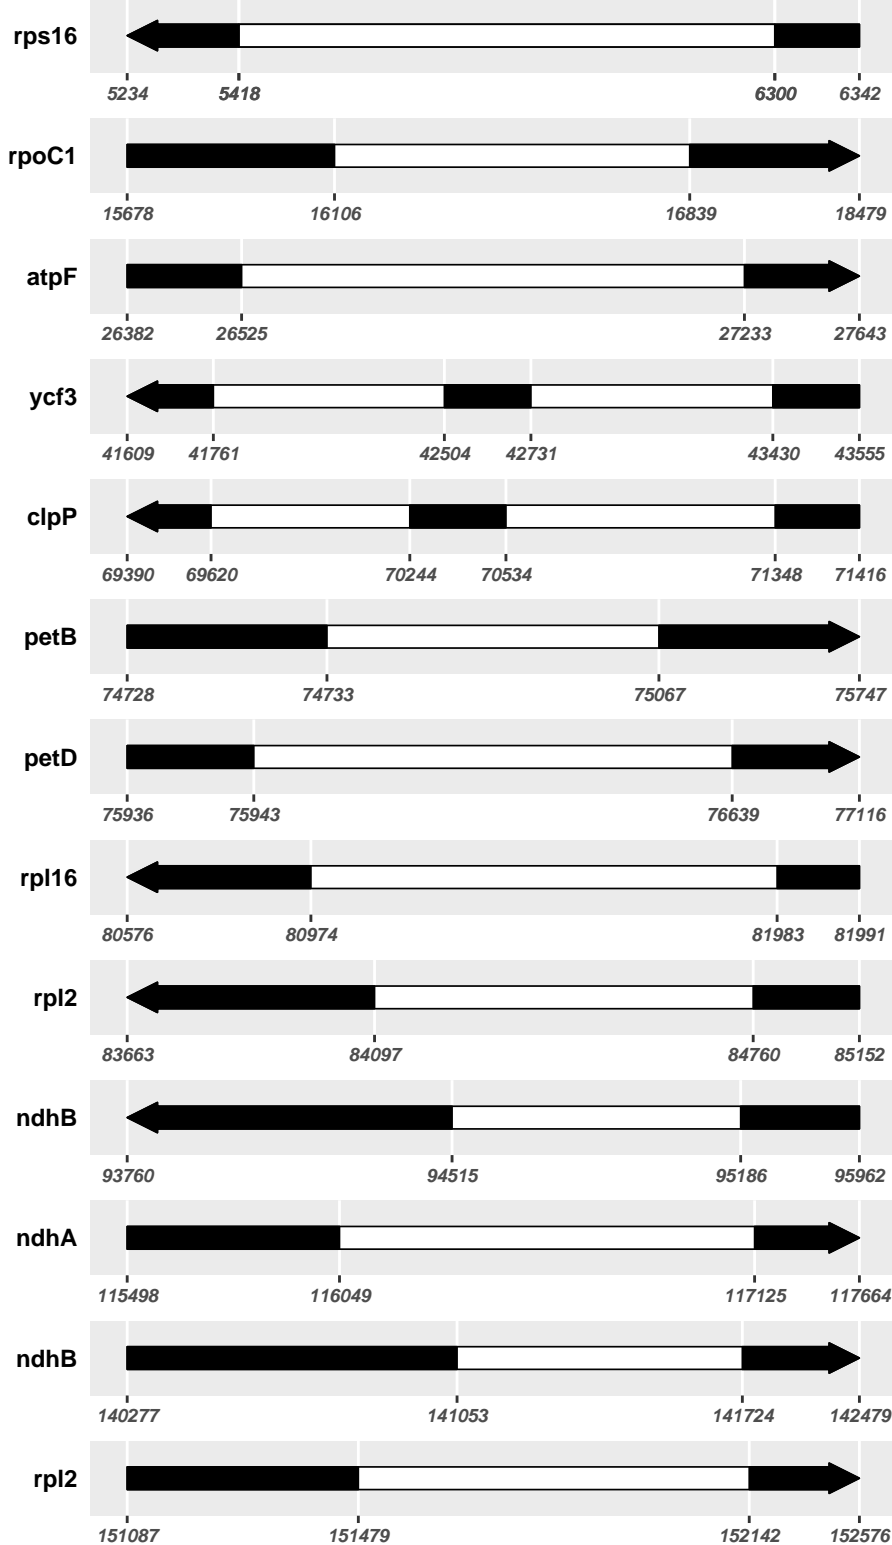 rps16
5234 5418 6300 6342
rpoC1
15678 16106 16839 18479
atpF
26382 26525 27233 27643
ycf3
41609 41761 42504 42731 43430 43555
clpP
69390 69620 70244 70534 71348 71416
petB
74728 74733 75067 75747
petD
75936 75943 76639 77116
rpl16
80576 80974 81983 81991
rpl2
83663 84097 84760 85152
ndhB
93760 94515 95186 95962
ndhA
115498 116049 117125 117664
ndhB
140277 141053 141724 142479
rpl2
151087 151479 152142 152576